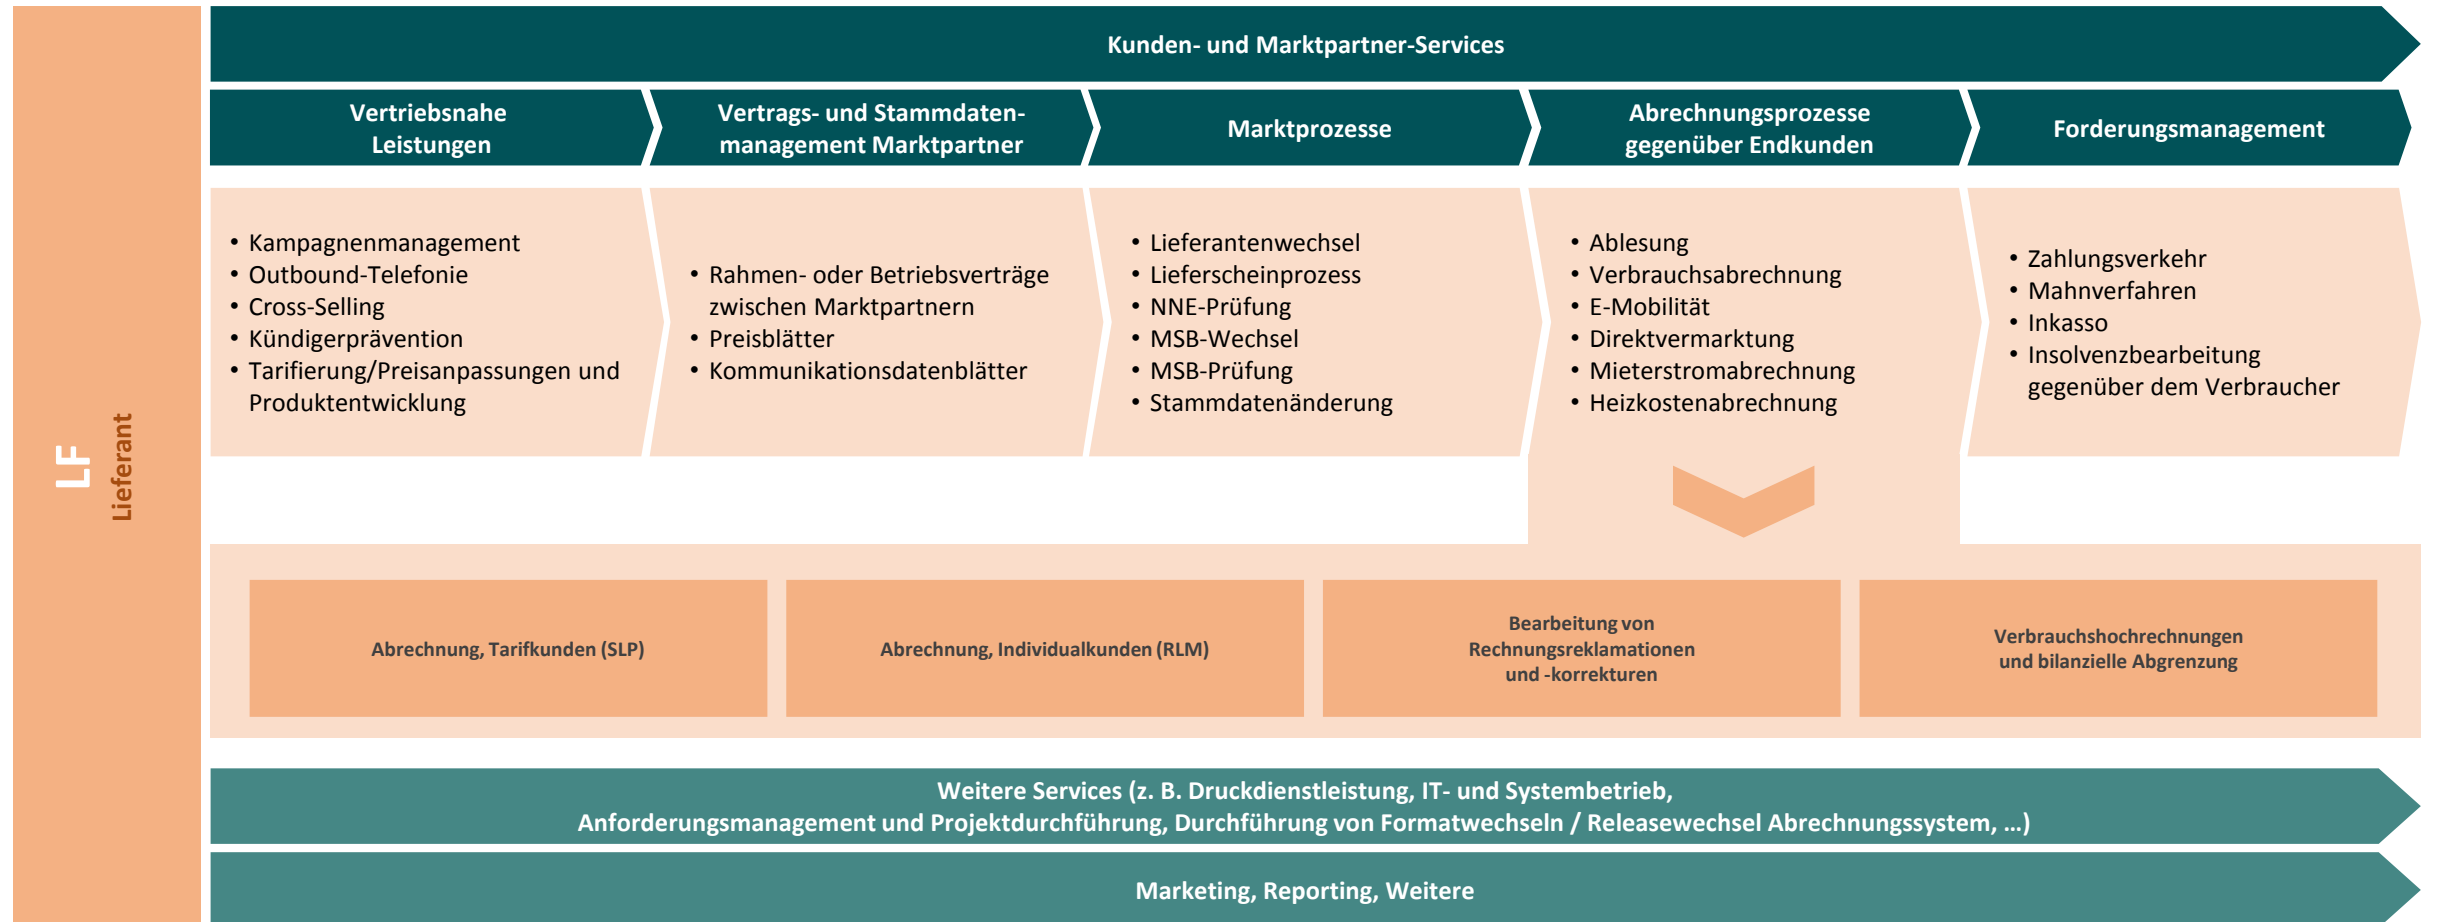 LF
Lieferant
Kunden- und Marktpartner-Services
Vertriebsnahe
Leistungen
Vertrags- und Stammdaten-
management Marktpartner
Marktprozesse
Abrechnungsprozesse
gegenüber Endkunden
Forderungsmanagement
• Kampagnenmanagement
• Outbound-Telefonie
• Cross-Selling
• Kündigerprävention
• Tarifierung/Preisanpassungen und
Produktentwicklung
• Rahmen- oder Betriebsverträge
zwischen Marktpartnern
• Preisblätter
• Kommunikationsdatenblätter
• Lieferantenwechsel
• Lieferscheinprozess
• NNE-Prüfung
• MSB-Wechsel
• MSB-Prüfung
• Stammdatenänderung
• Ablesung
• Verbrauchsabrechnung
• E-Mobilität
• Direktvermarktung
• Mieterstromabrechnung
• Heizkostenabrechnung
• Zahlungsverkehr
• Mahnverfahren
• Inkasso
• Insolvenzbearbeitung
gegenüber dem Verbraucher
Abrechnung, Tarifkunden (SLP)
Abrechnung, Individualkunden (RLM)
Bearbeitung von
Rechnungsreklamationen
und -korrekturen
Verbrauchshochrechnungen
und bilanzielle Abgrenzung
Weitere Services (z. B. Druckdienstleistung, IT- und Systembetrieb,
Anforderungsmanagement und Projektdurchführung, Durchführung von Formatwechseln / Releasewechsel Abrechnungssystem, …)
Marketing, Reporting, Weitere